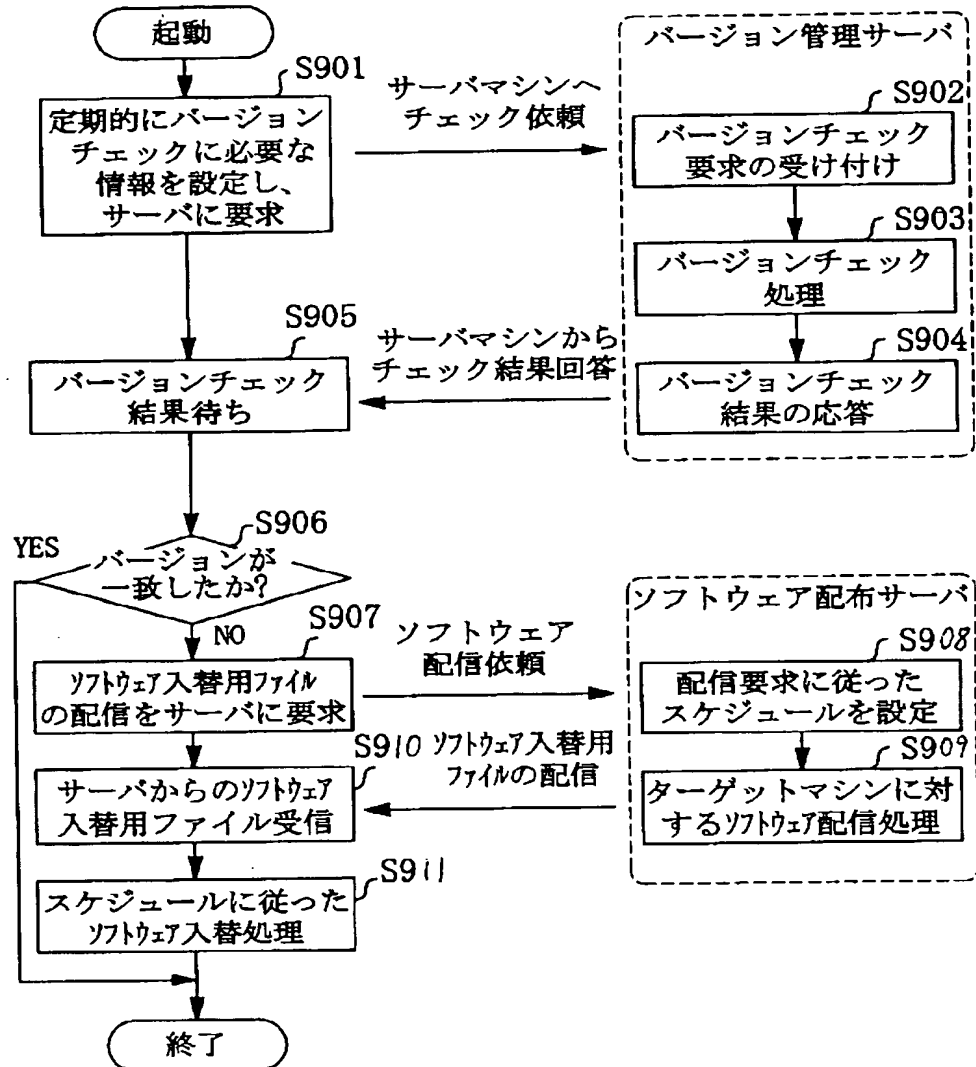 起動
S901
定期的にバージョン
チェックに必要な
情報を設定し、
サーバに要求
サーバマシンへ
チェック依頼
バージョン管理サーバ
S902
バージョンチェック
要求の受け付け
S903
バージョンチェック
処理
S904
バージョンチェック
結果の応答
サーバマシンから
チェック結果回答
S905
バージョンチェック
結果待ち
S906
バージョンが
一致したか?
YES
NO
S907
ソフトウェア入替用ファイル
の配信をサーバに要求
ソフトウェア
配信依頼
ソフトウェア配布サーバ
S908
配信要求に従った
スケジュールを設定
S909
ターゲットマシンに対
するソフトウェア配信処理
ソフトウェア入替用
ファイルの配信
S910
サーバからのソフトウェア
入替用ファイル受信
S911
スケジュールに従った
ソフトウェア入替処理
終了